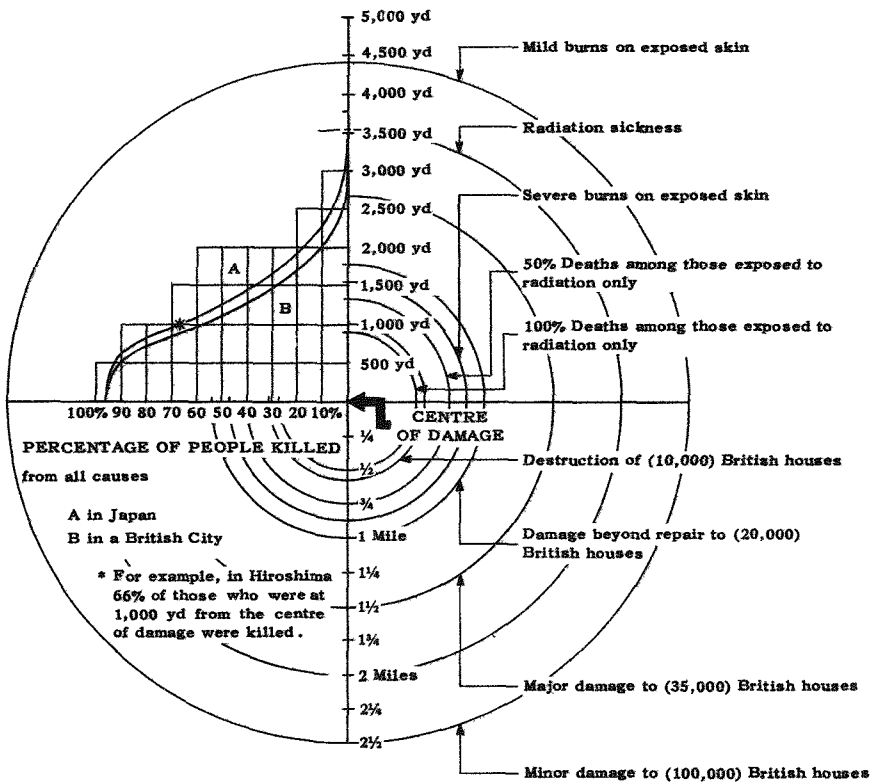 5,000 yd
4,500 yd
4,000 yd
3,500 yd
3,000 yd
2,500 yd
2,000 yd
1,500 yd
1,000 yd
500 yd
Mild burns on exposed skin
Radiation sickness
Severe burns on exposed skin
50% Deaths among those exposed to
radiation only
100% Deaths among those exposed to
radiation only
A
B
*
100% 90 80 70 60 50 40 30 20 10%
CENTRE
OF DAMAGE
PERCENTAGE OF PEOPLE KILLED
from all causes
A in Japan
B in a British City
* For example, in Hiroshima
66% of those who were at
1,000 yd from the centre
of damage were killed.
¼
½
¾
1 Mile
1¼
1½
1¾
2 Miles
2¼
2½
Destruction of (10,000) British houses
Damage beyond repair to (20,000)
British houses
Major damage to (35,000) British houses
Minor damage to (100,000) British houses